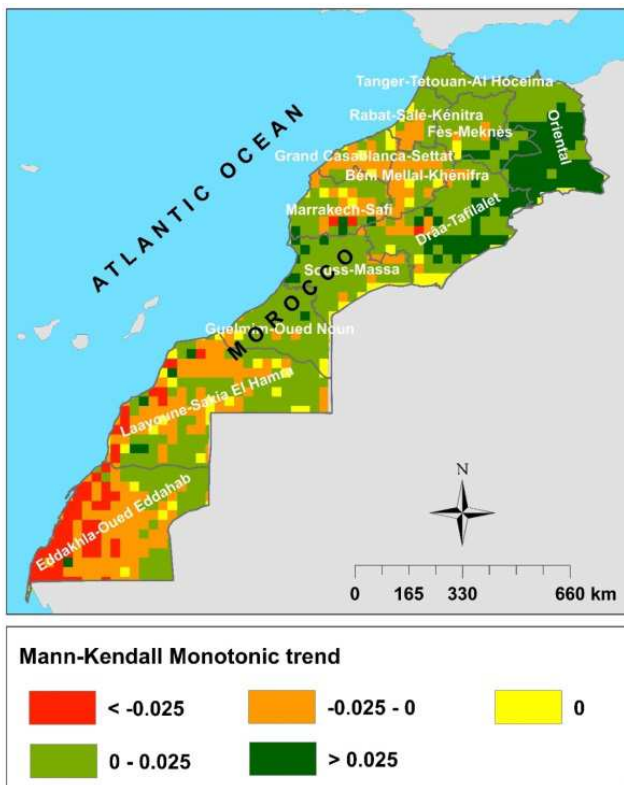 Tanger-Tetouan-Al Hoceima
Rabat-Salé-Kénitra
Fès-Meknès
Oriental
Grand Casablanca-Settat
Béni Mellal-Khénifra
Marrakech-Safi
Drâa-Tafilalet
Souss-Massa
ATLANTIC OCEAN
MOROCCO
Guelmim-Oued Noun
Laayoune-Sakia El Hamra
Eddakhla-Oued Eddahab
N
0 165 330 660 km
Mann-Kendall Monotonic trend
< -0.025 -0.025 - 0 0
0 - 0.025 > 0.025